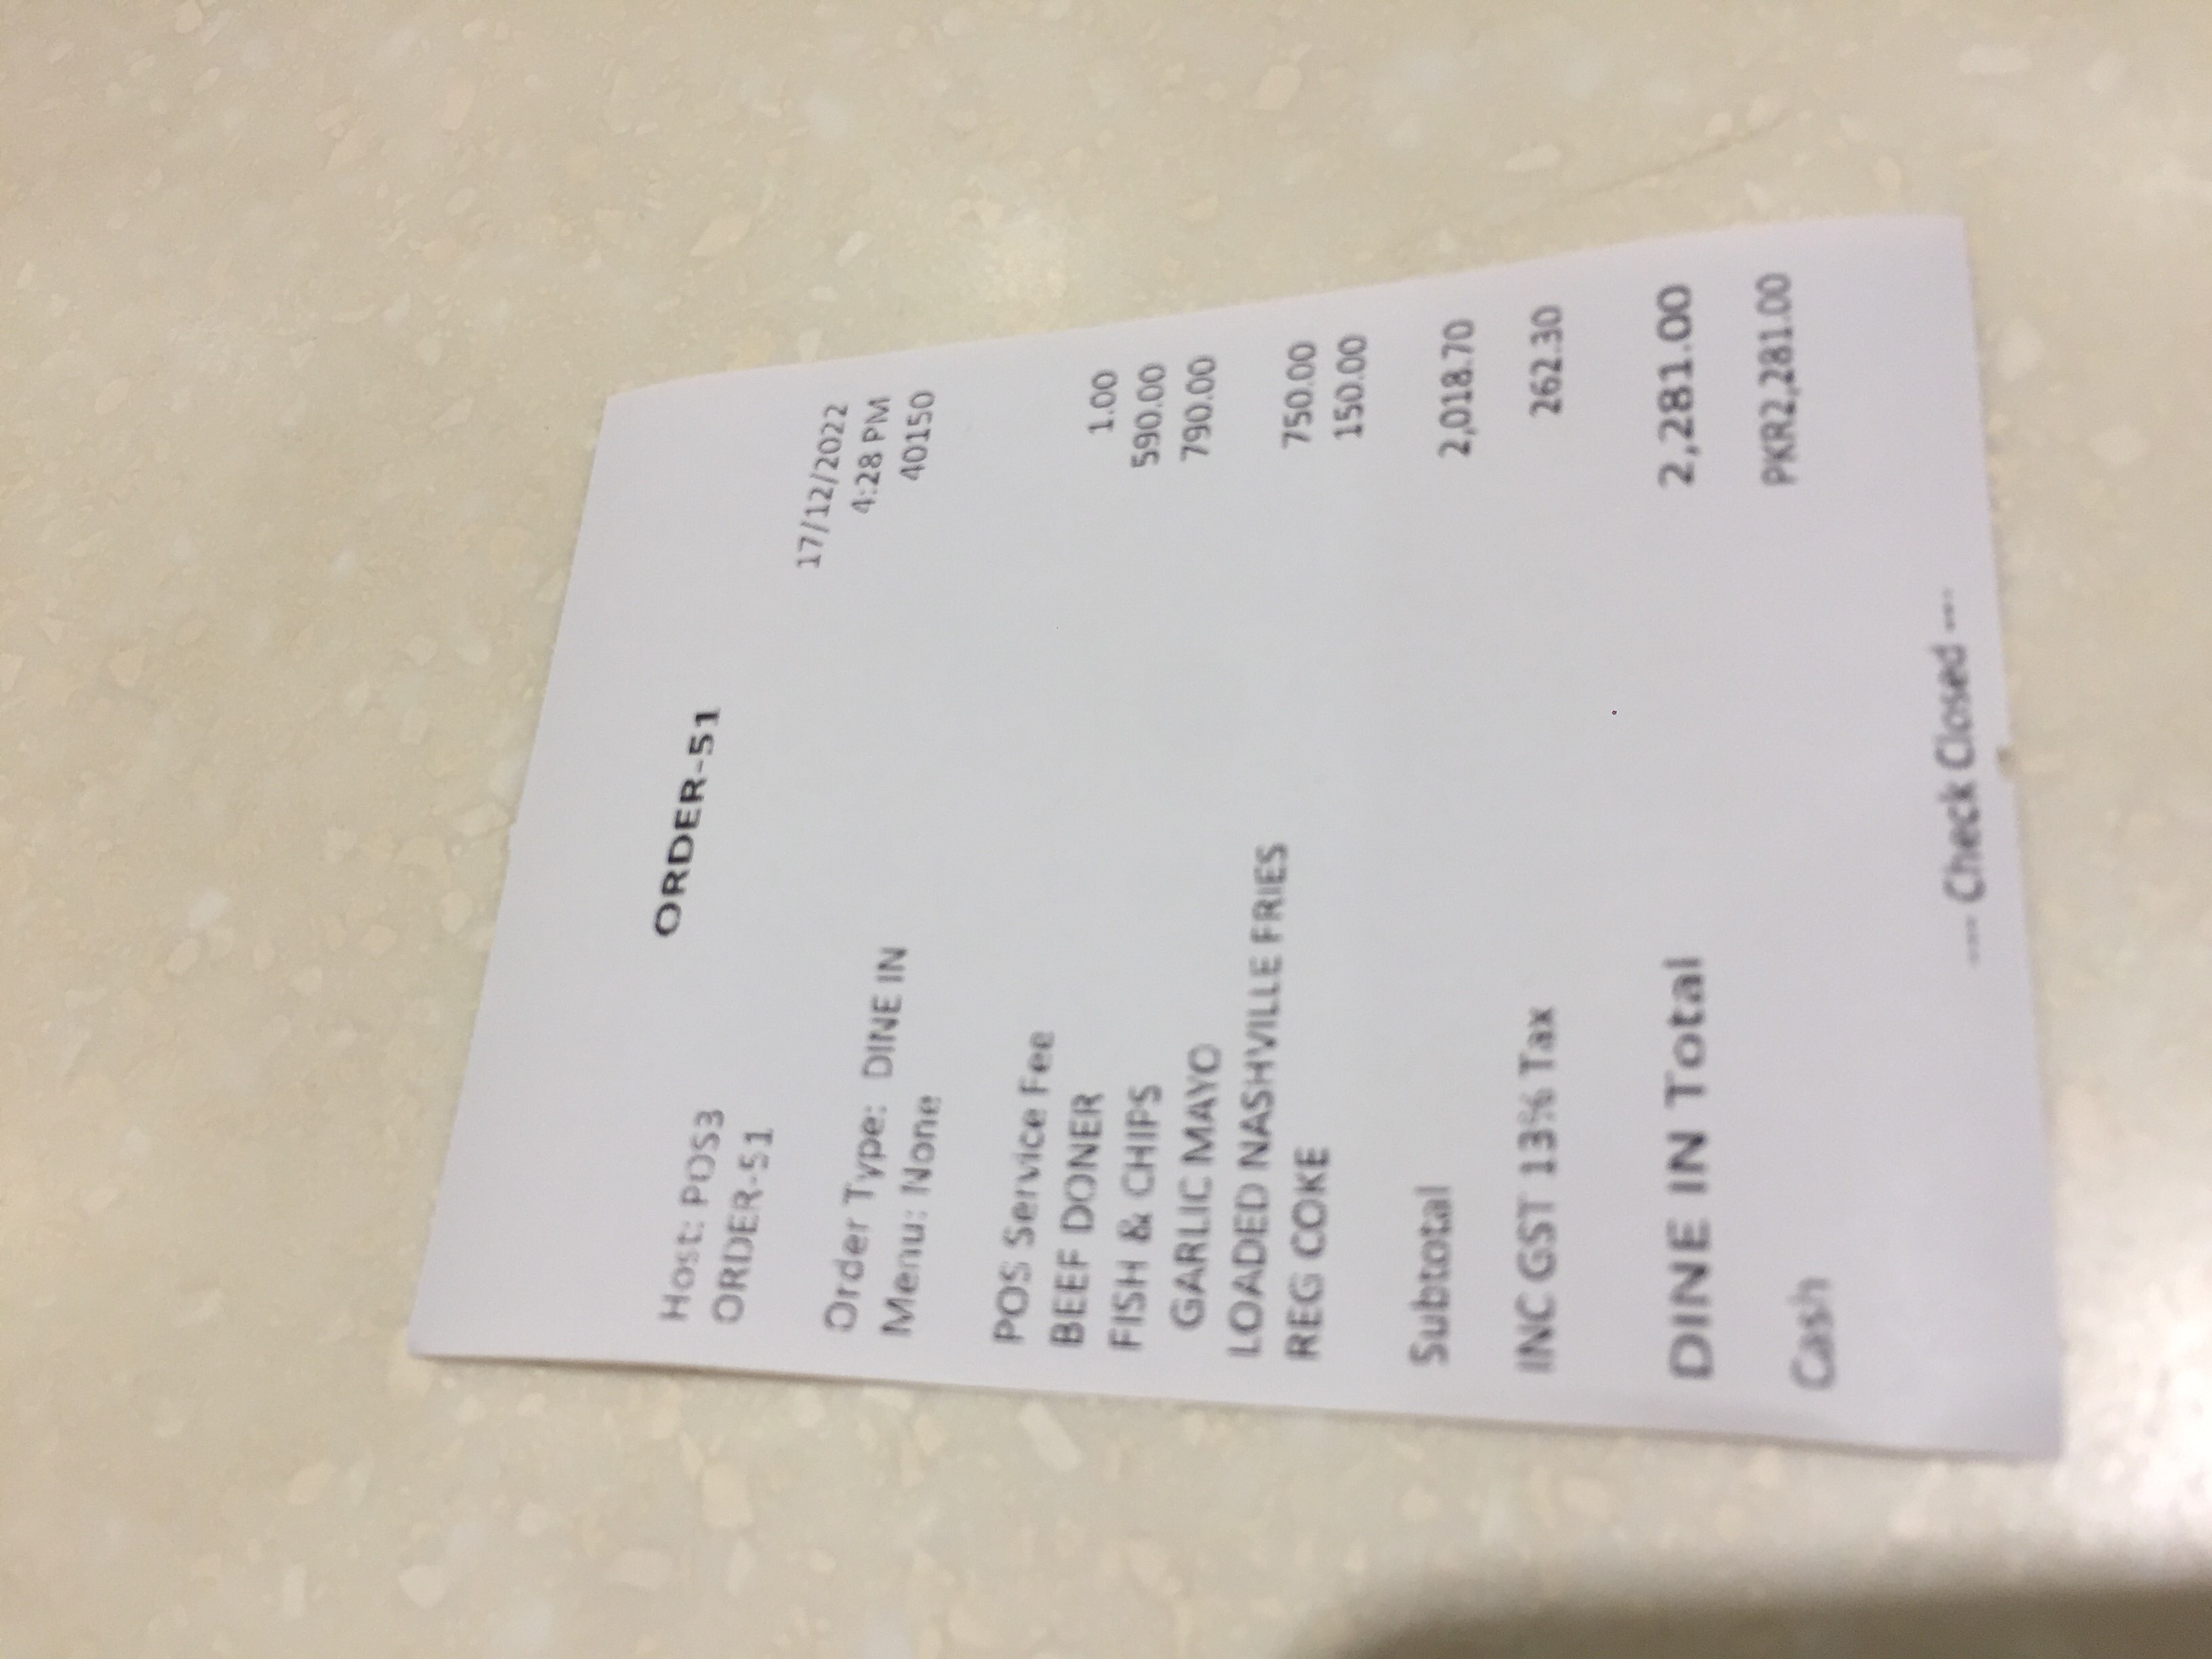 ORDER-51
Host: POS3
ORDER-51 17/12/2022
4:28 PM
Order Type: DINE IN 40150
Menu: None
POS Service Fee 1.00
BEEF DONER 590.00
FISH & CHIPS 790.00
GARLIC MAYO
LOADED NASHVILLE FRIES 750.00
REG COKE 150.00
Subtotal 2,018.70
INC GST 13% Tax 262.30
DINE IN Total 2,281.00
Cash PKR2,281.00
--- Check Closed ---